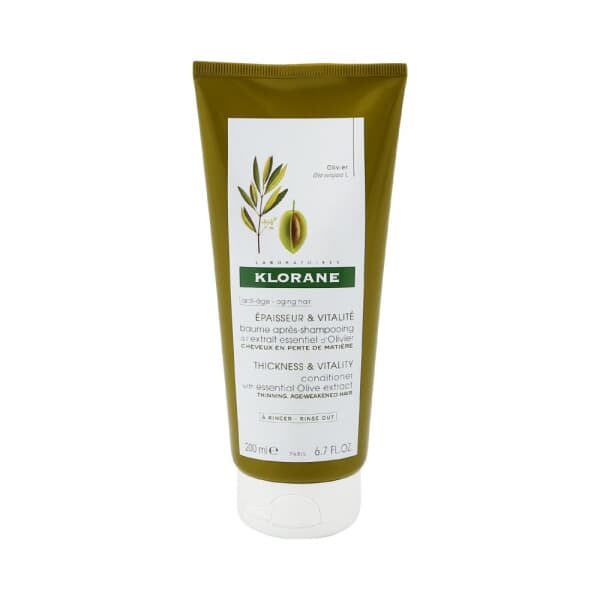 Olivier
Olea europaea L.
LABORATOIRES
KLORANE
anti-âge - aging hair
ÉPAISSEUR & VITALITÉ
baume après-shampooing
à l'extrait essentiel d'Olivier
CHEVEUX EN PERTE DE MATIÈRE
THICKNESS & VITALITY
conditioner
with essential Olive extract
THINNING, AGE-WEAKENED HAIR
À RINCER - RINSE OUT
200 ml ℮ PARIS 6.7 FL.OZ.